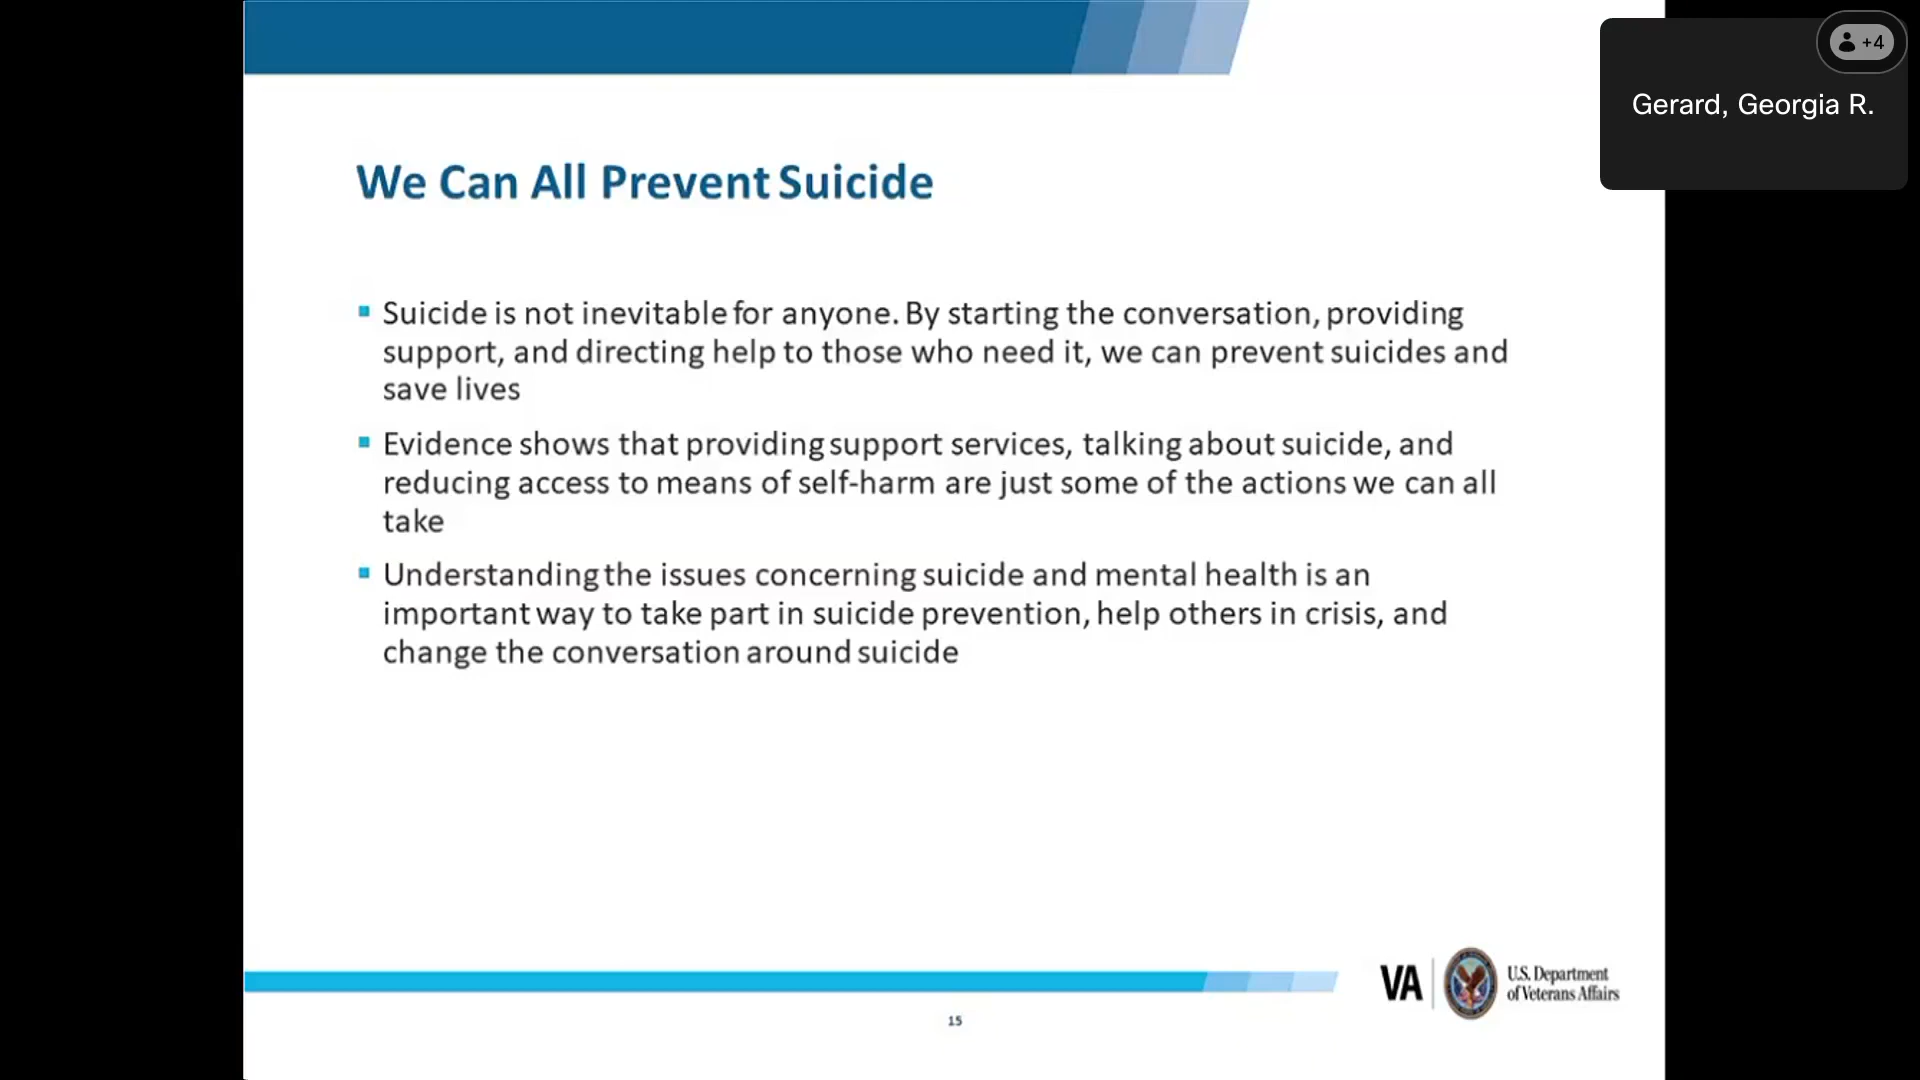 +4
Gerard, Georgia R.
We Can All Prevent Suicide
▪ Suicide is not inevitable for anyone. By starting the conversation, providing
support, and directing help to those who need it, we can prevent suicides and
save lives
▪ Evidence shows that providing support services, talking about suicide, and
reducing access to means of self-harm are just some of the actions we can all
take
▪ Understanding the issues concerning suicide and mental health is an
important way to take part in suicide prevention, help others in crisis, and
change the conversation around suicide
VA
U.S. Department
of Veterans Affairs
15